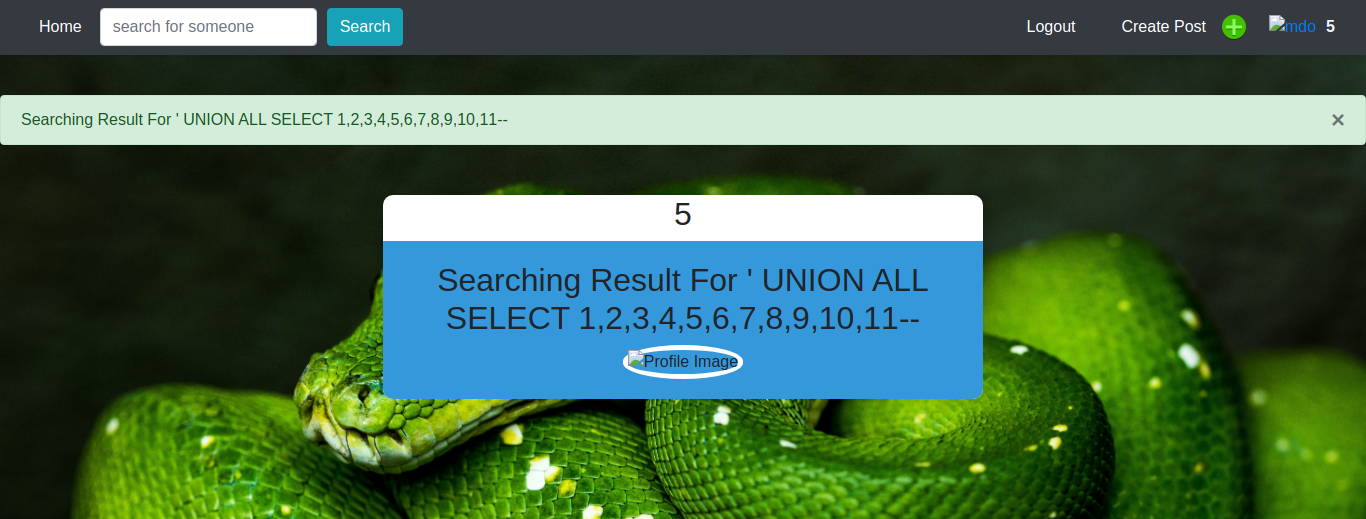 Home search for someone Search Logout Create Post mdo 5
Searching Result For ' UNION ALL SELECT 1,2,3,4,5,6,7,8,9,10,11-- ×
5
Searching Result For ' UNION ALL
SELECT 1,2,3,4,5,6,7,8,9,10,11--
Profile Image